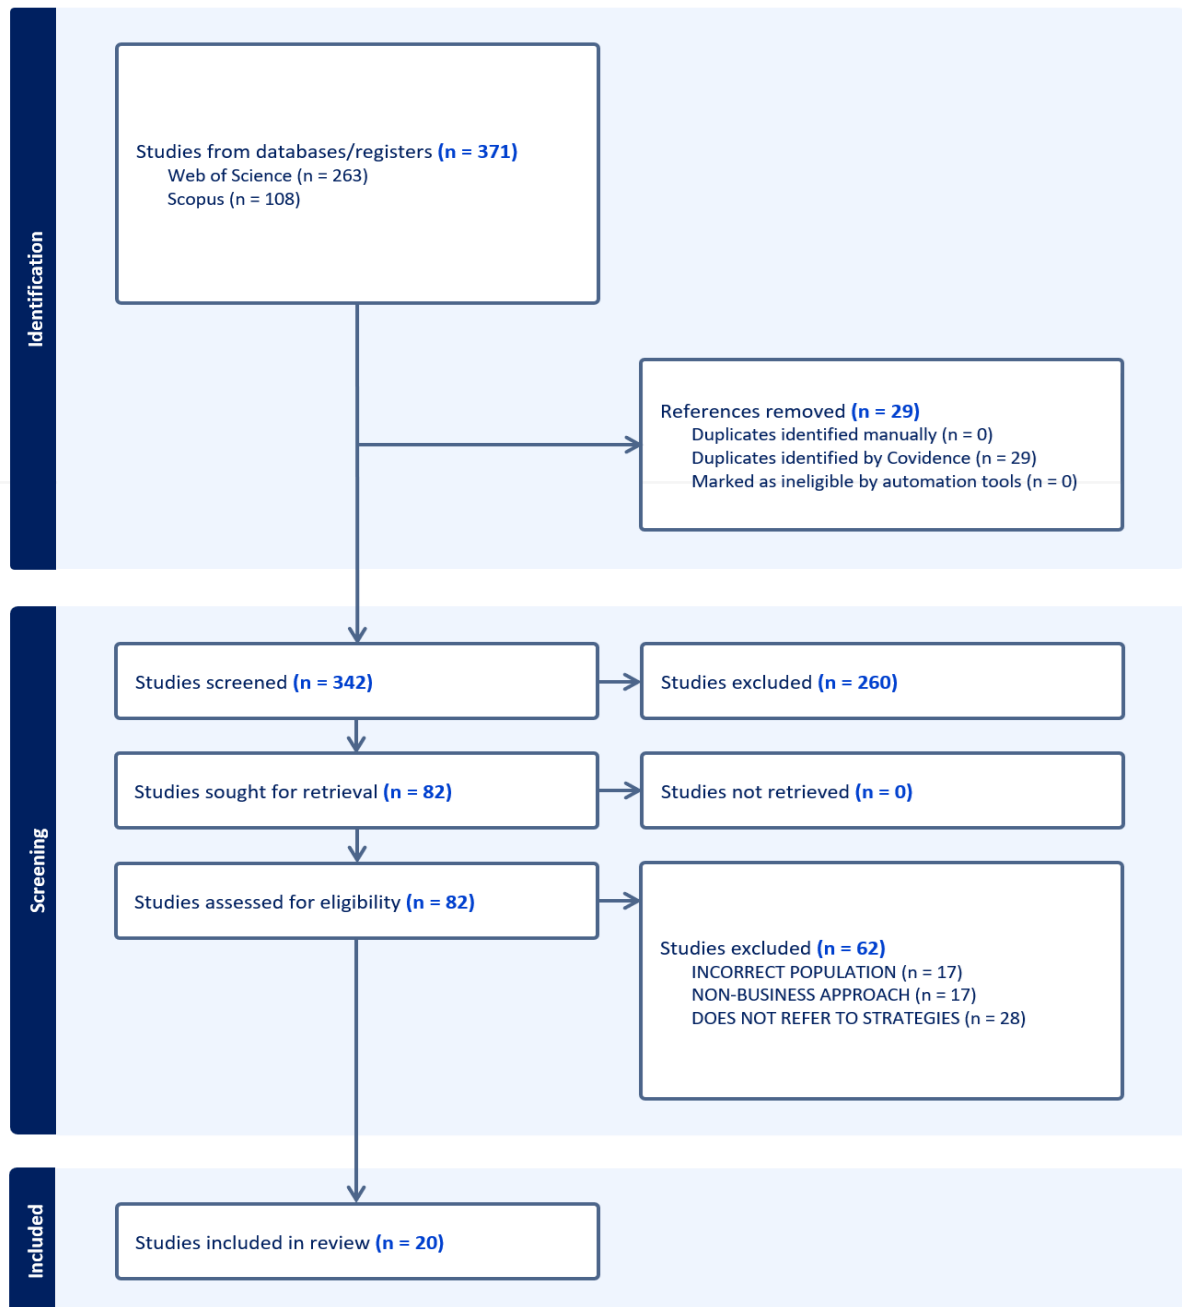 Identification
Studies from databases/registers (n = 371)
Web of Science (n = 263)
Scopus (n = 108)
References removed (n = 29)
Duplicates identified manually (n = 0)
Duplicates identified by Covidence (n = 29)
Marked as ineligible by automation tools (n = 0)
Screening
Studies screened (n = 342)
Studies excluded (n = 260)
Studies sought for retrieval (n = 82)
Studies not retrieved (n = 0)
Studies assessed for eligibility (n = 82)
Studies excluded (n = 62)
INCORRECT POPULATION (n = 17)
NON-BUSINESS APPROACH (n = 17)
DOES NOT REFER TO STRATEGIES (n = 28)
Included
Studies included in review (n = 20)